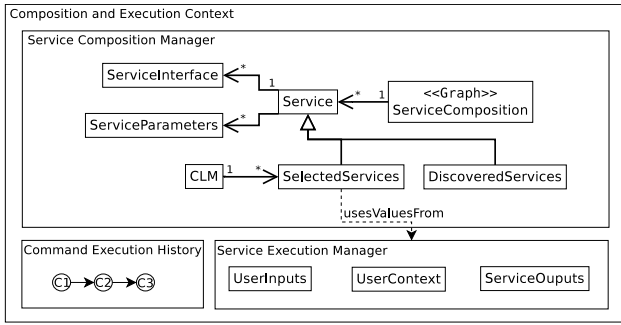 Composition and Execution Context
Service Composition Manager
ServiceInterface
*
1
Service
*
1
<<Graph>>
ServiceComposition
ServiceParameters
*
CLM
1
*
SelectedServices
DiscoveredServices
usesValuesFrom
Command Execution History
C1
C2
C3
Service Execution Manager
UserInputs
UserContext
ServiceOuputs